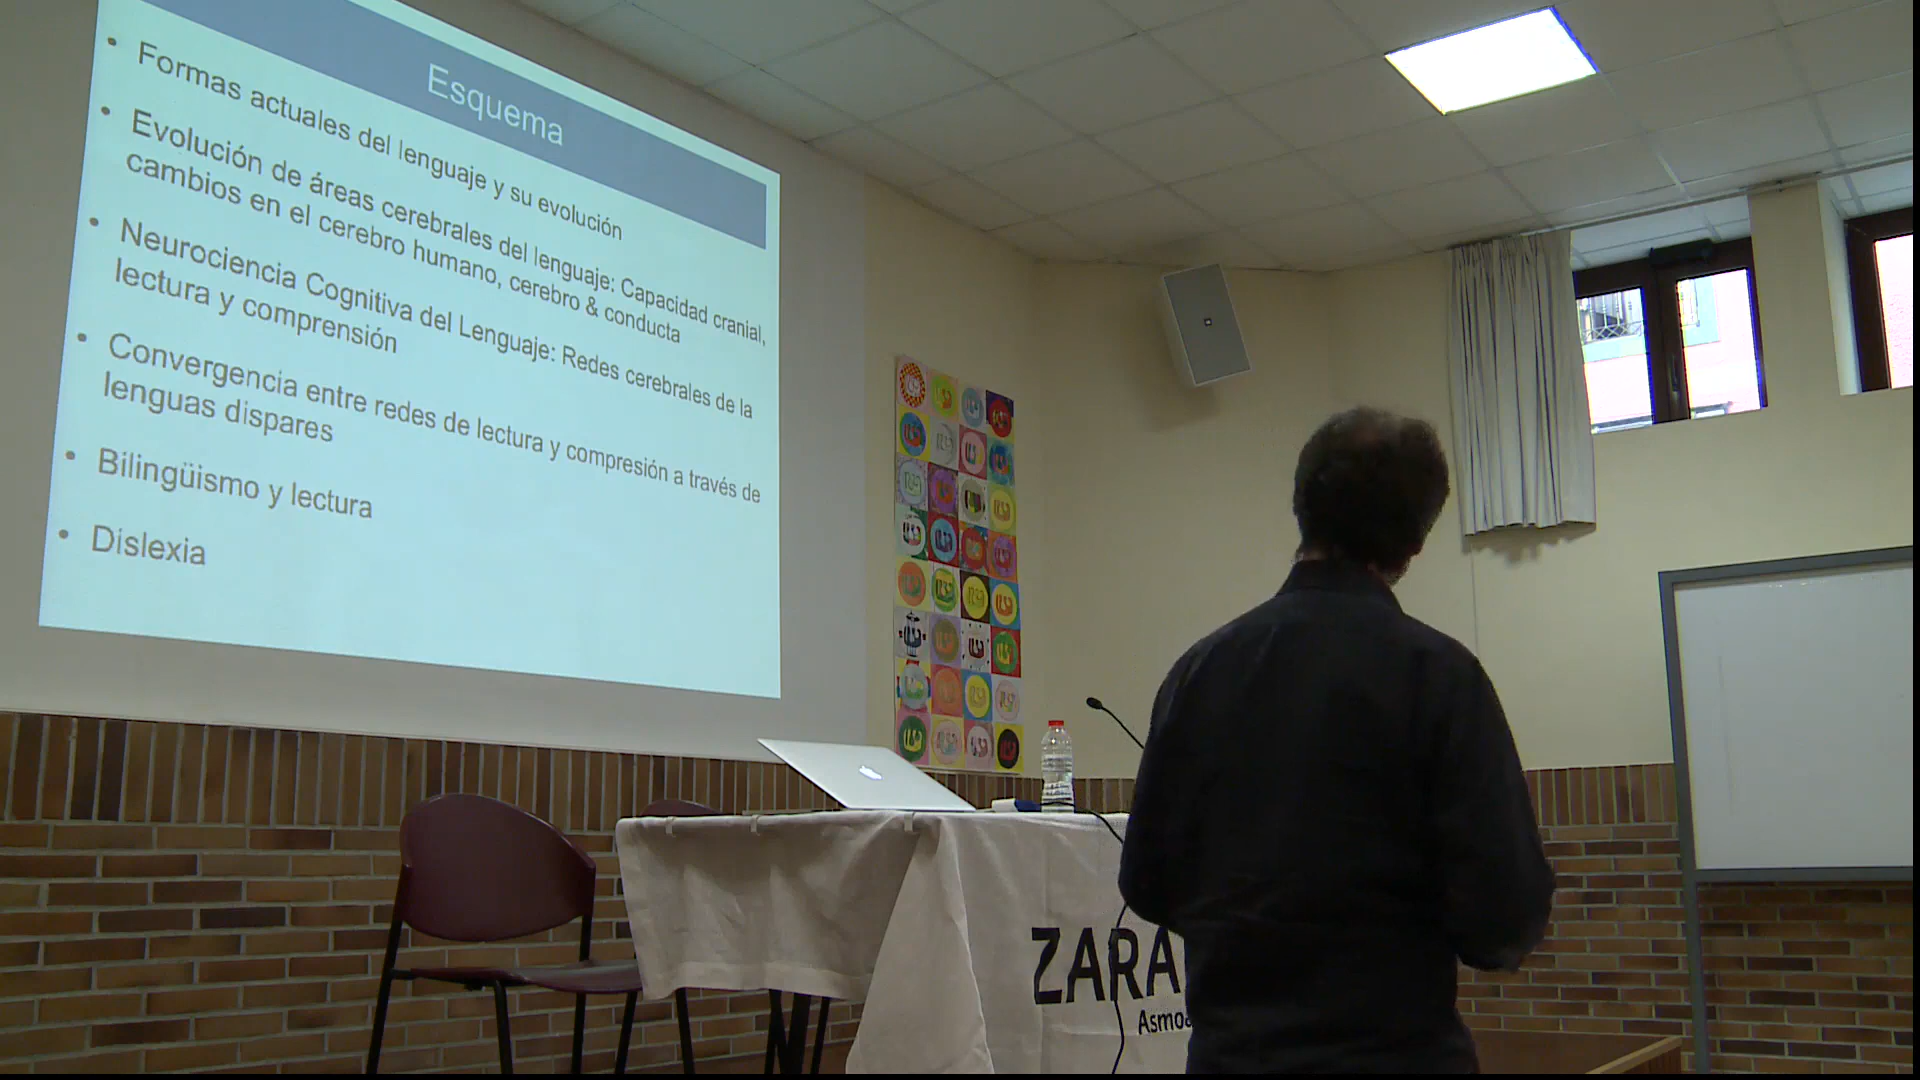 Esquema
• Formas actuales del lenguaje y su evolución
• Evolución de áreas cerebrales del lenguaje: Capacidad cranial,
cambios en el cerebro humano, cerebro & conducta
• Neurociencia Cognitiva del Lenguaje: Redes cerebrales de la
lectura y comprensión
• Convergencia entre redes de lectura y compresión a través de
lenguas dispares
• Bilingüismo y lectura
• Dislexia
ZARA
Asmoa